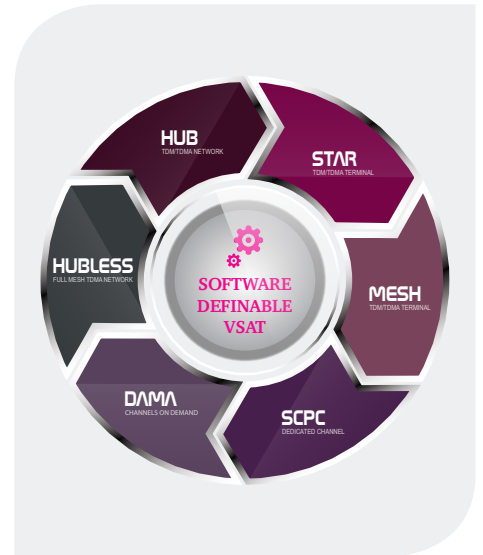 HUB
TDM/TDMA NETWORK
STAR
TDM/TDMA TERMINAL
MESH
TDM/TDMA TERMINAL
SCPC
DEDICATED CHANNEL
DAMA
CHANNELS ON DEMAND
HUBLESS
FULL MESH TDMA NETWORK
SOFTWARE
DEFINABLE
VSAT